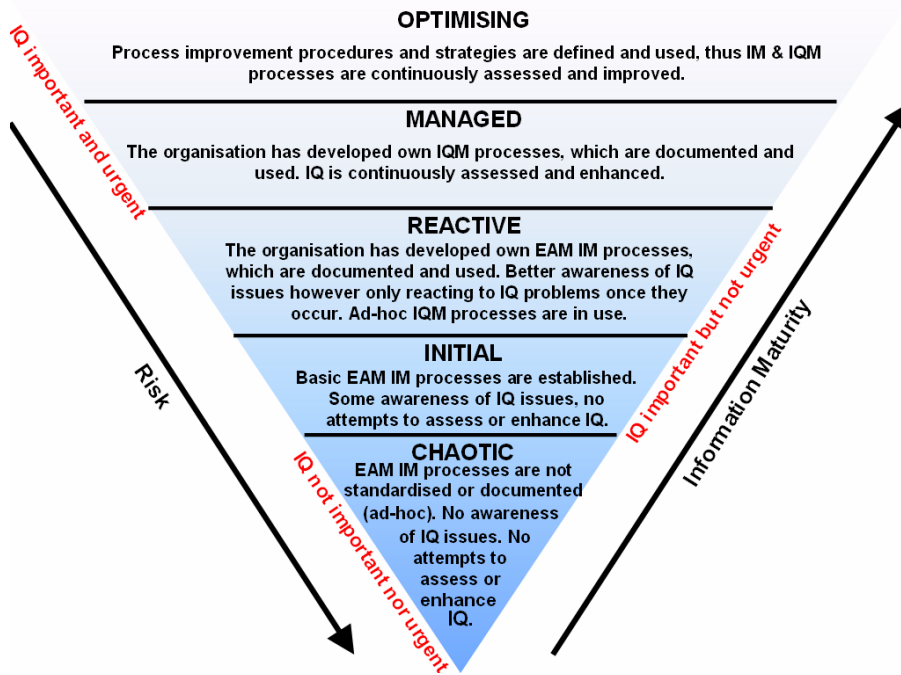 OPTIMISING
Process improvement procedures and strategies are defined and used, thus IM & IQM
processes are continuously assessed and improved.
MANAGED
The organisation has developed own IQM processes, which are documented and
used. IQ is continuously assessed and enhanced.
REACTIVE
The organisation has developed own EAM IM processes,
which are documented and used. Better awareness of IQ
issues however only reacting to IQ problems once they
occur. Ad-hoc IQM processes are in use.
INITIAL
Basic EAM IM processes are established.
Some awareness of IQ issues, no
attempts to assess or enhance IQ.
CHAOTIC
EAM IM processes are not
standardised or documented
(ad-hoc). No awareness
of IQ issues. No
attempts to
assess or
enhance
IQ.
IQ important and urgent
IQ important but not urgent
IQ not important nor urgent
Risk
Information Maturity